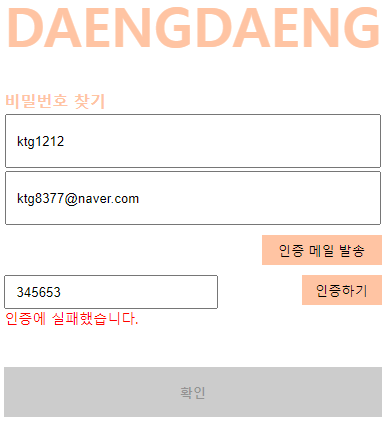 DAENGDAENG
비밀번호 찾기
ktg1212
ktg8377@naver.com
인증 메일 발송
345653
인증하기
인증에 실패했습니다.
확인